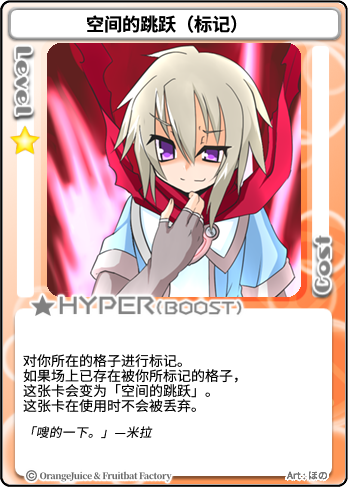 空间的跳跃（标记）
Level
Cost
HYPER(BOOST)
对你所在的格子进行标记。
如果场上已存在被你所标记的格子，
这张卡会变为「空间的跳跃」。
这张卡在使用时不会被丢弃。
「嗖的一下。」—米拉
© OrangeJuice & Fruitbat Factory
Art : ほの